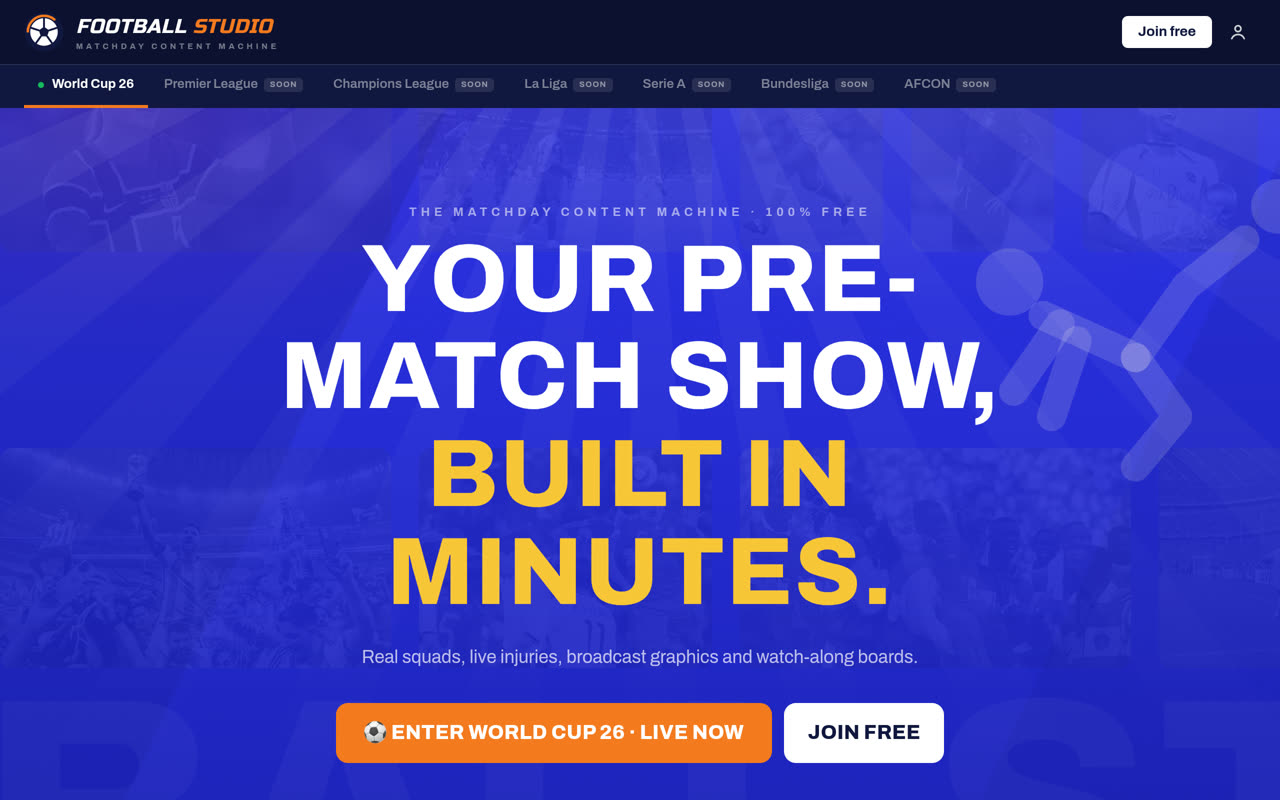 FOOTBALL STUDIO
MATCHDAY CONTENT MACHINE
Join free
World Cup 26
Premier League SOON
Champions League SOON
La Liga SOON
Serie A SOON
Bundesliga SOON
AFCON SOON
THE MATCHDAY CONTENT MACHINE · 100% FREE
YOUR PRE-
MATCH SHOW,
BUILT IN
MINUTES.
Real squads, live injuries, broadcast graphics and watch-along boards.
⚽ ENTER WORLD CUP 26 · LIVE NOW
JOIN FREE